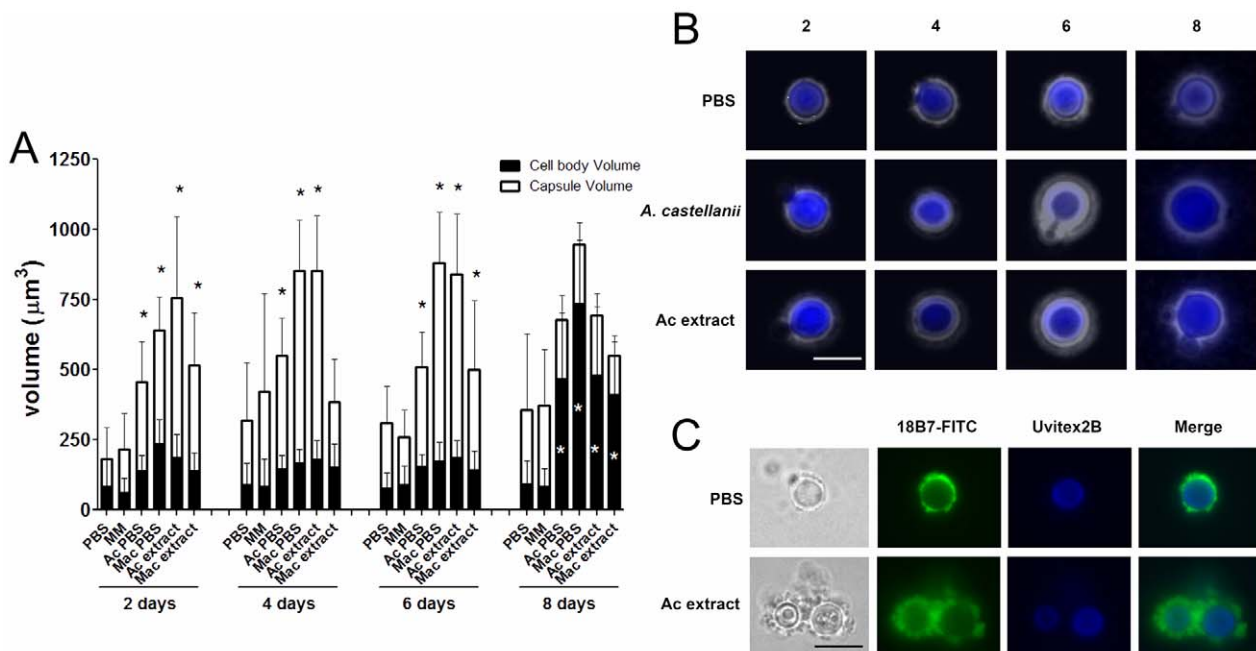 A
1250
1000
750
500
250
0
volume (μm³)
Cell body Volume
Capsule Volume
* * * *
* * *
* * * *
* * * *
PBS MM Ac PBS Mac PBS Ac extract Mac extract
2 days
PBS MM Ac PBS Mac PBS Ac extract Mac extract
4 days
PBS MM Ac PBS Mac PBS Ac extract Mac extract
6 days
PBS MM Ac PBS Mac PBS Ac extract Mac extract
8 days
B
2 4 6 8
PBS
A. castellanii
Ac extract
C
18B7-FITC Uvitex2B Merge
PBS
Ac extract